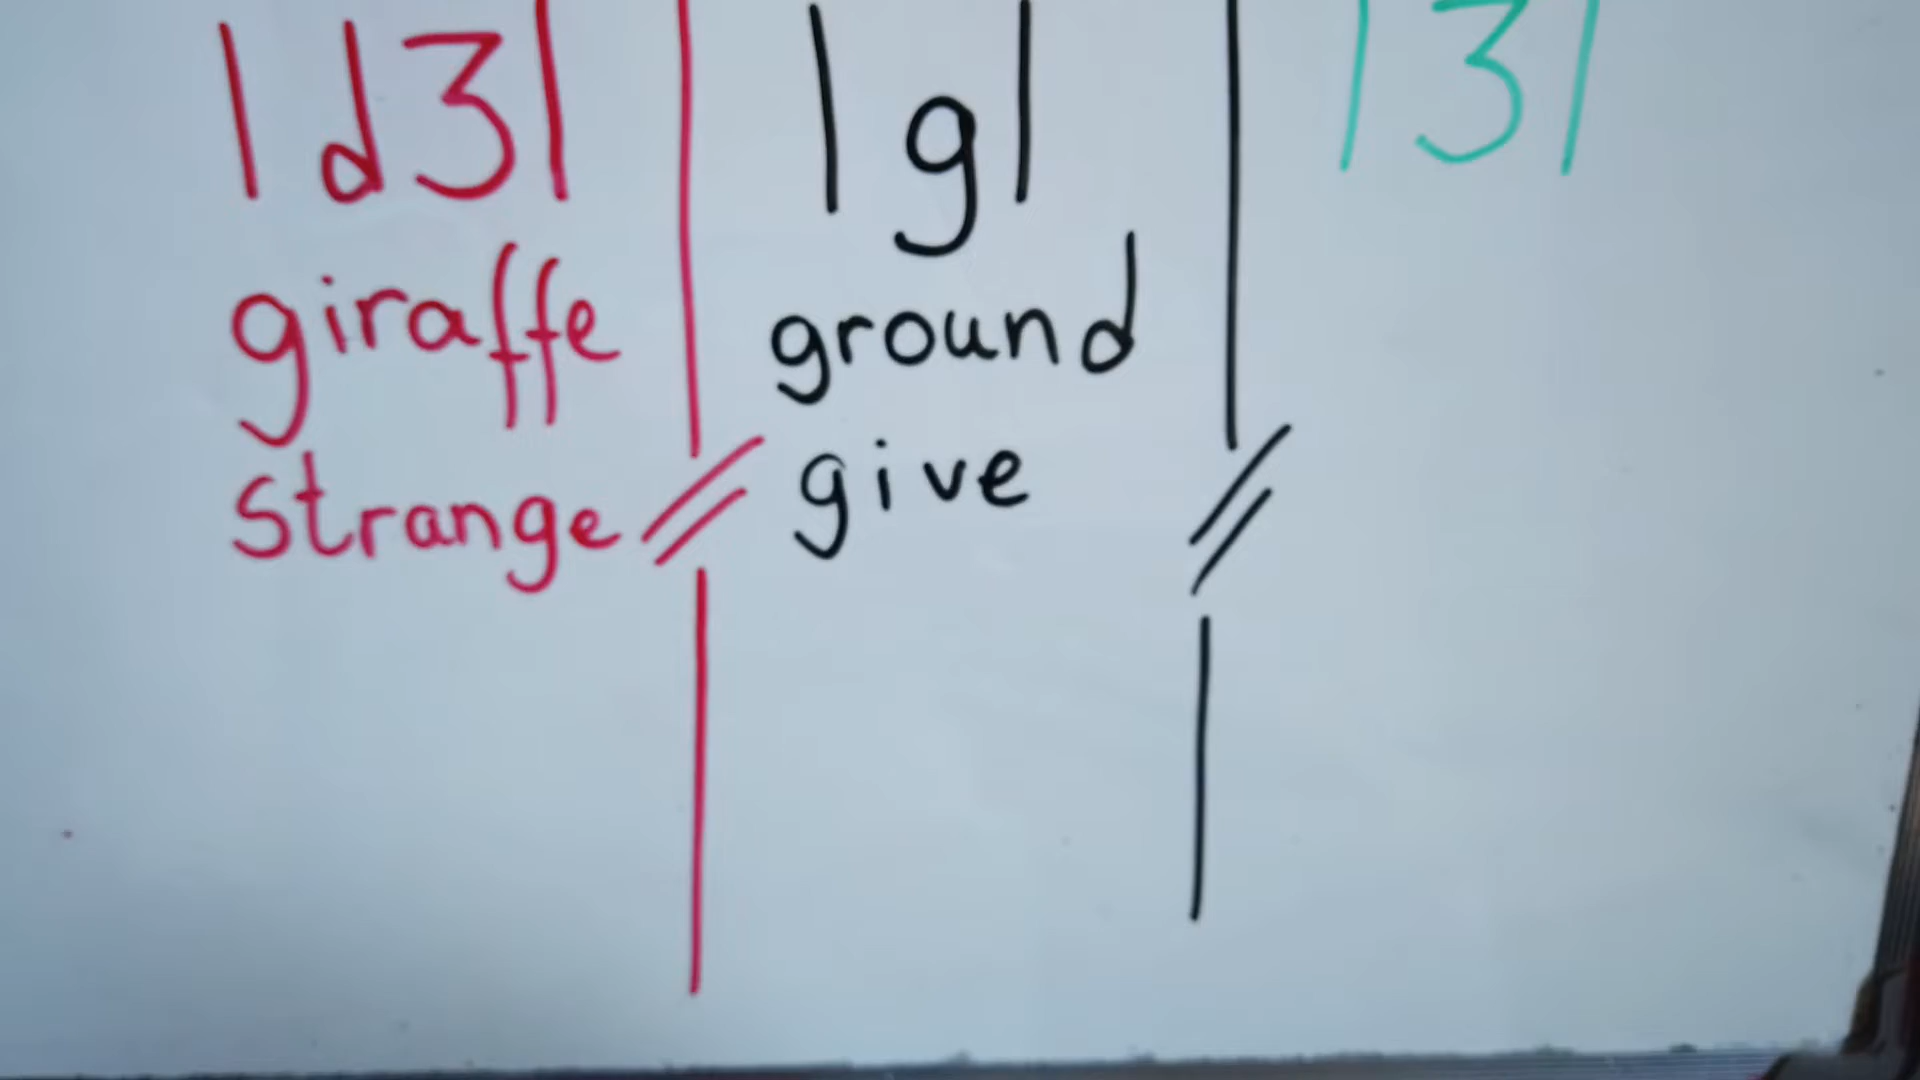 /dʒ/
giraffe
strange
/g/
ground
give
/ʒ/